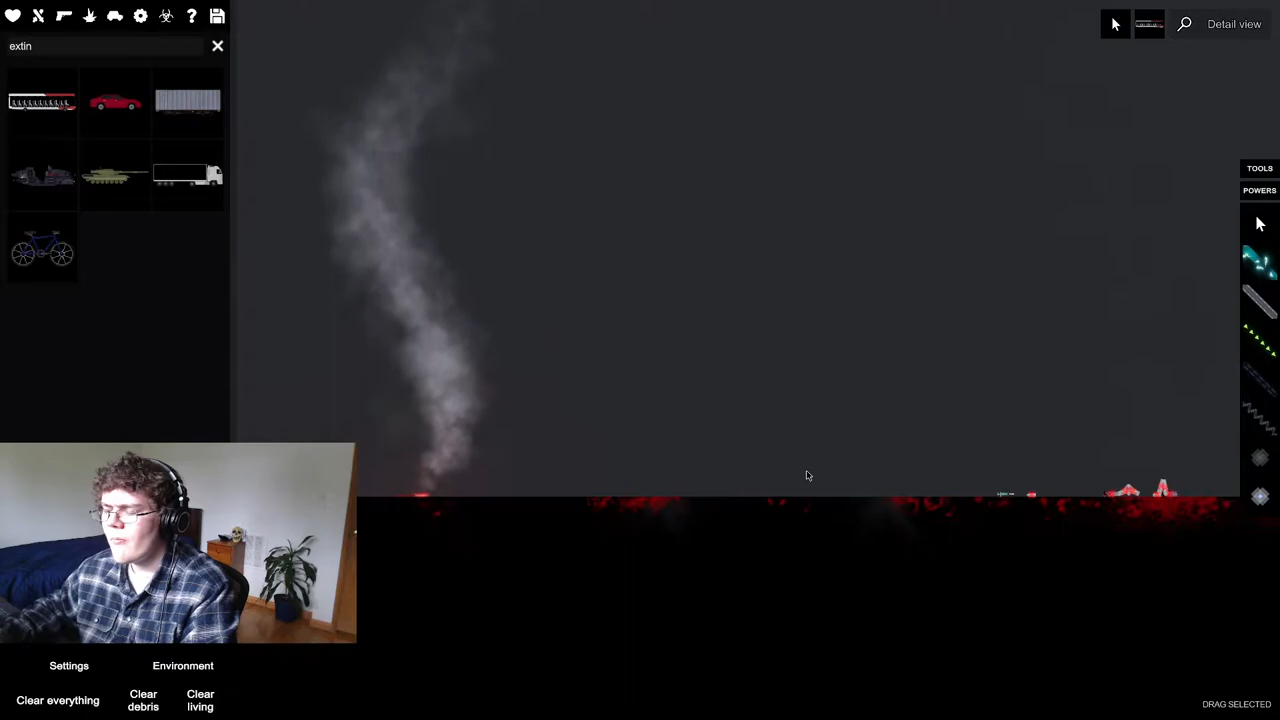 extin
Detail view
TOOLS
POWERS
Settings
Environment
Clear everything
Clear debris
Clear living
DRAG SELECTED